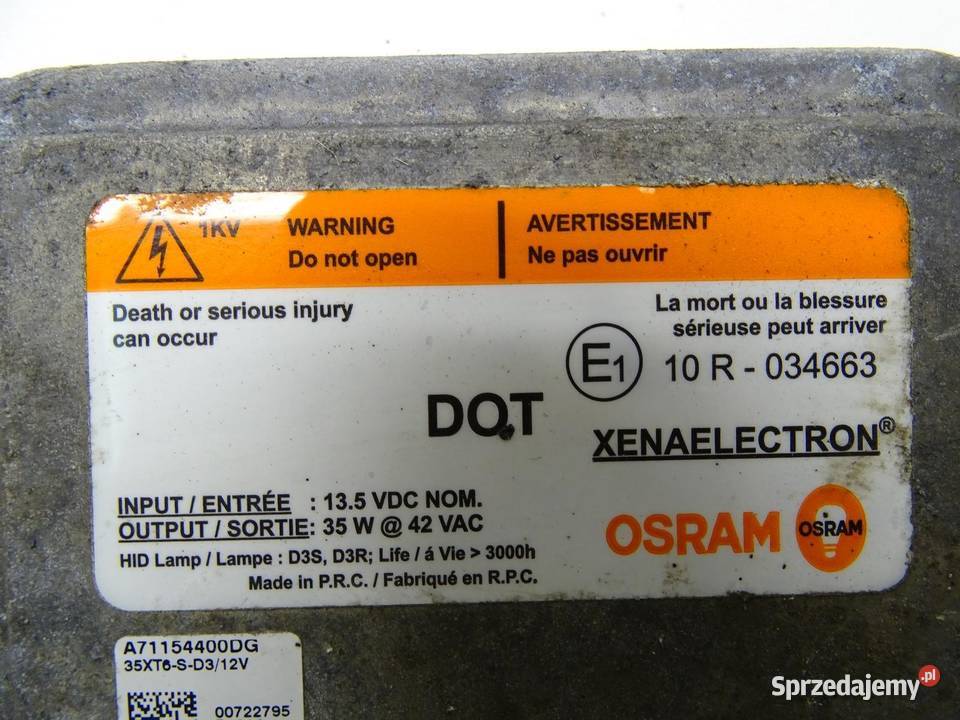 1KV
WARNING
Do not open
AVERTISSEMENT
Ne pas ouvrir
Death or serious injury
can occur
La mort ou la blessure
sérieuse peut arriver
E1 10 R - 034663
DOT
XENAELECTRON®
INPUT / ENTRÉE : 13.5 VDC NOM.
OUTPUT / SORTIE: 35 W @ 42 VAC
HID Lamp / Lampe : D3S, D3R; Life / á Vie > 3000h
Made in P.R.C. / Fabriqué en R.P.C.
OSRAM OSRAM
A71154400DG
35XT6-S-D3/12V
00722795
Sprzedajemy.pl